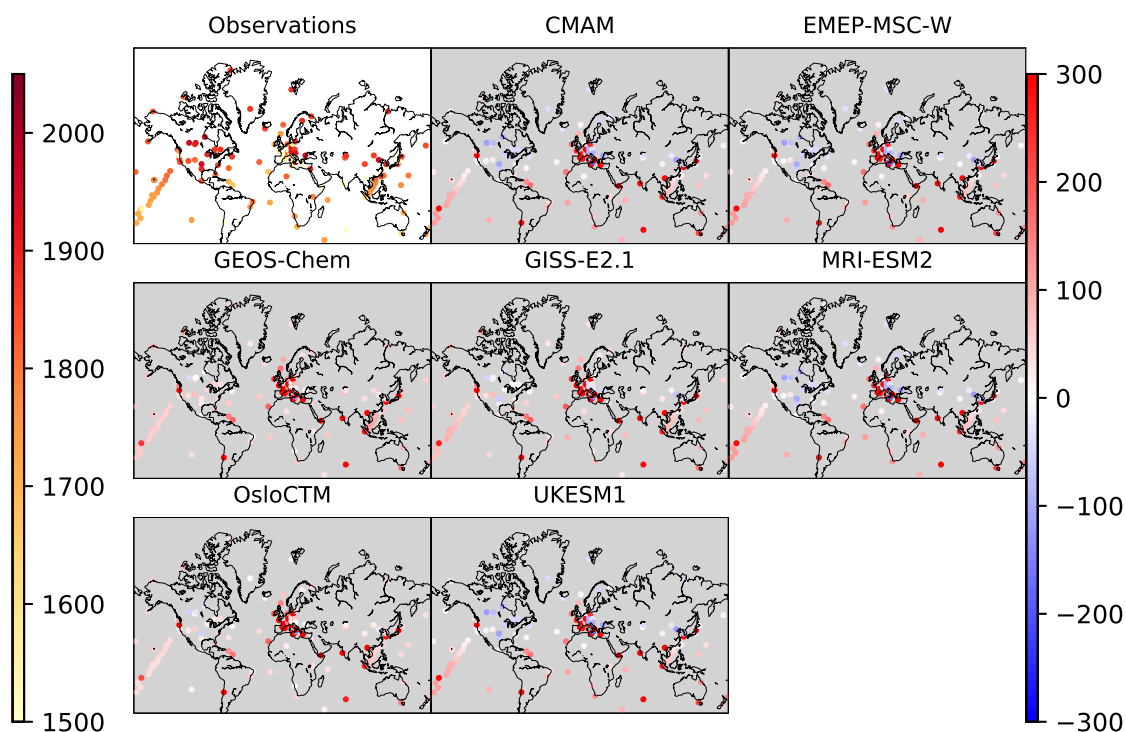 Observations
CMAM
EMEP-MSC-W
2000
1900
1800
1700
1600
1500
300
200
100
0
−100
−200
−300
GEOS-Chem
GISS-E2.1
MRI-ESM2
OsloCTM
UKESM1